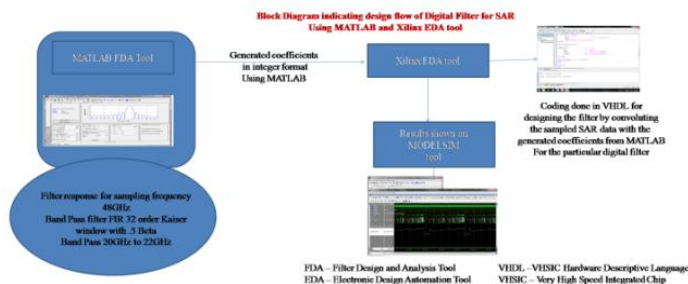 Block Diagram indicating design flow of Digital Filter for SAR
Using MATLAB and Xilinx EDA tool
MATLAB FDA Tool
Generated coefficients
in integer format
Using MATLAB
Xilinx EDA tool
Coding done in VHDL for
designing the filter by convoluting
the sampled SAR data with the
generated coefficients from MATLAB
For the particular digital filter
Results shown on
MODELSIM
tool
Filter response for sampling frequency
48GHz
Band Pass filter FIR 32 order Kaiser
window with .5 Beta
Band Pass 20GHz to 22GHz
FDA – Filter Design and Analysis Tool
EDA – Electronic Design Automation Tool
VHDL –VHSIC Hardware Descriptive Language
VHSIC – Very High Speed Integrated Chip